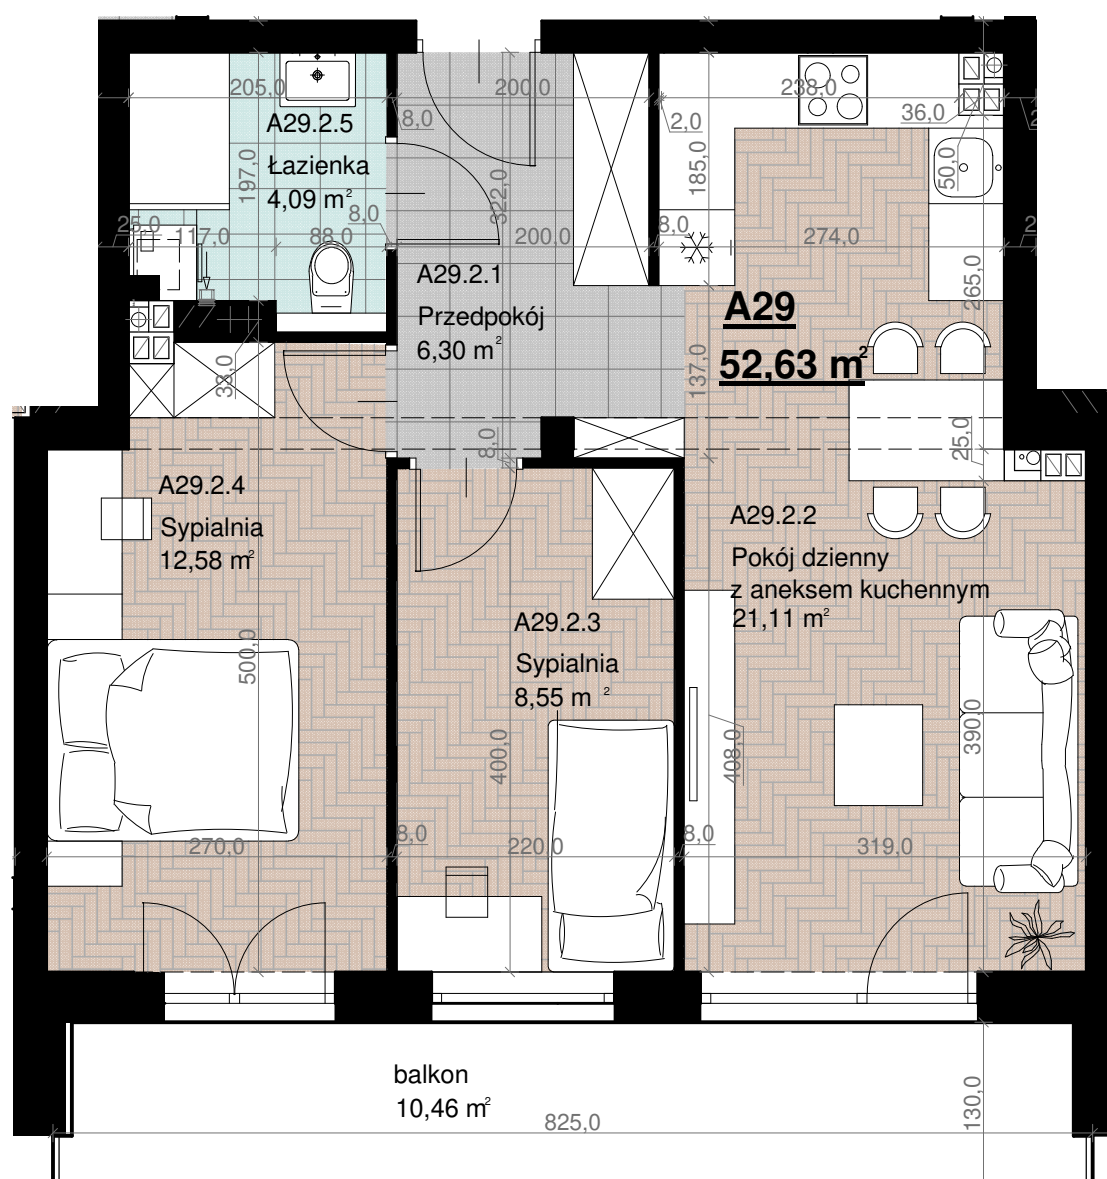 205,0
200,0
238,0
8,0
2,0
36,0
A29.2.5
Łazienka
4,09 m²
197,0
322,0
185,0
50,0
25,0
117,0
88,0
8,0
200,0
8,0
274,0
265,0
A29.2.1
Przedpokój
6,30 m²
A29
52,63 m²
33,0
137,0
8,0
25,0
A29.2.4
Sypialnia
12,58 m²
A29.2.2
Pokój dzienny
z aneksem kuchennym
21,11 m²
A29.2.3
Sypialnia
8,55 m²
500,0
400,0
408,0
390,0
270,0
8,0
220,0
8,0
319,0
balkon
10,46 m²
825,0
130,0